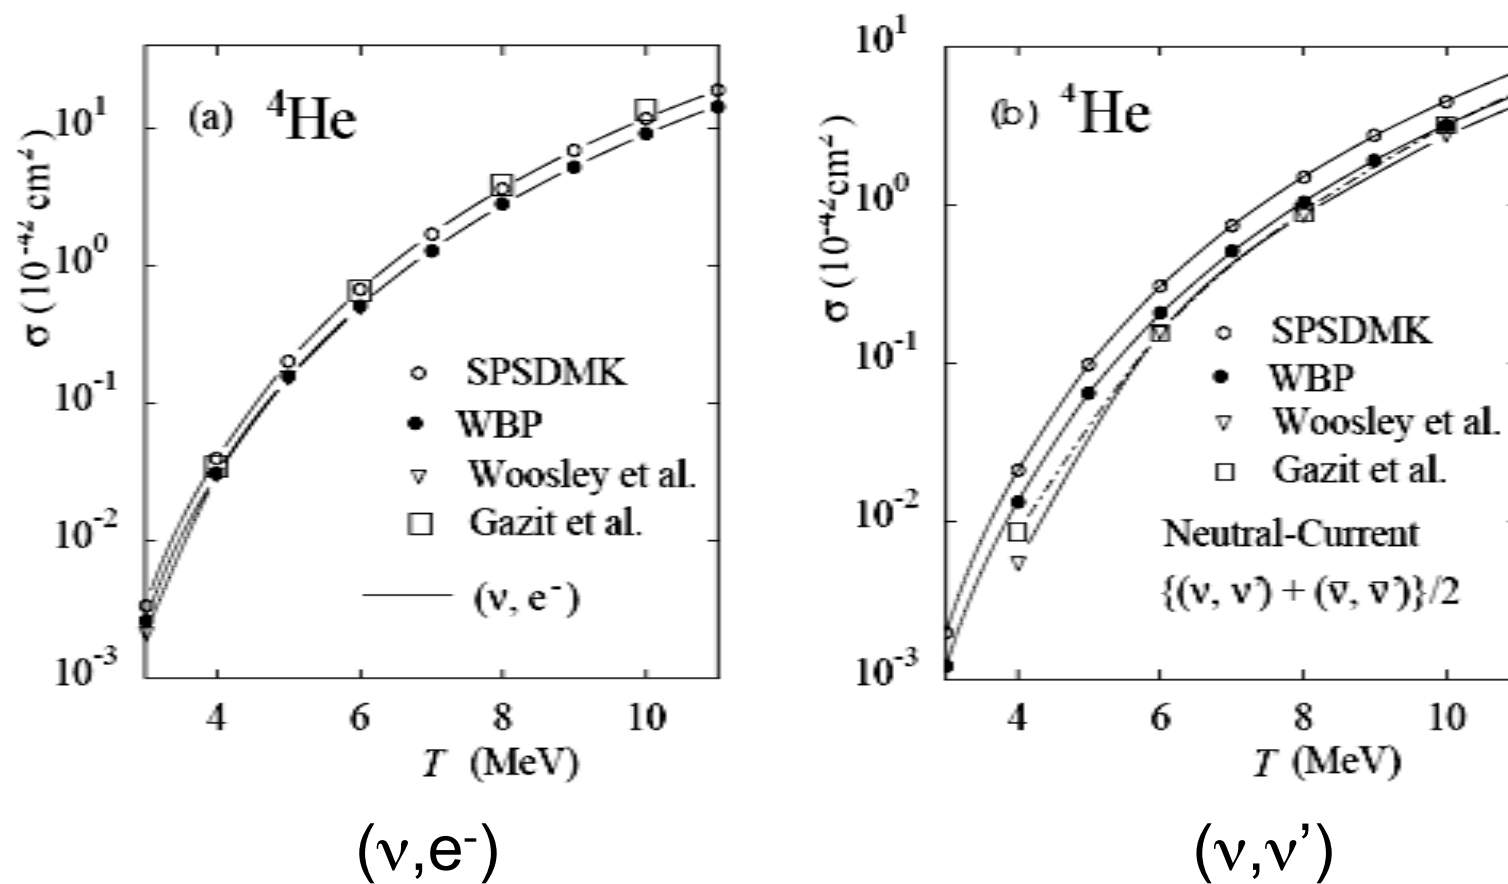 (a) ⁴He
10¹
10⁰
10⁻¹
10⁻²
10⁻³
σ (10⁻⁴² cm²)
○ SPSDMK
● WBP
▽ Woosley et al.
□ Gazit et al.
—— (ν, e⁻)
4 6 8 10
T (MeV)
(ν,e⁻)
(b) ⁴He
10¹
10⁰
10⁻¹
10⁻²
10⁻³
σ (10⁻⁴²cm²)
○ SPSDMK
● WBP
▽ Woosley et al.
□ Gazit et al.
Neutral-Current
{(ν, ν') + (ν̄, ν̄')}/2
4 6 8 10
T (MeV)
(ν,ν’)